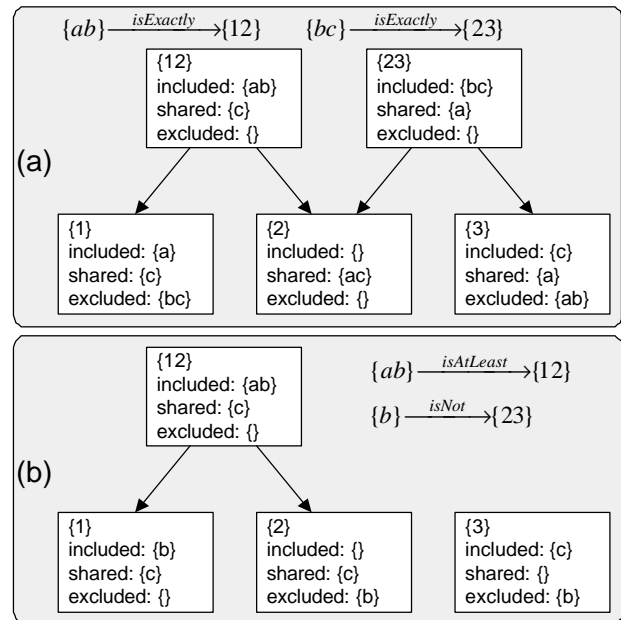 {ab} isExactly {12} {bc} isExactly {23}
{12} {23}
included: {ab} included: {bc}
shared: {c} shared: {a}
excluded: {} excluded: {}
(a)
{1} {2} {3}
included: {a} included: {} included: {c}
shared: {c} shared: {ac} shared: {a}
excluded: {bc} excluded: {} excluded: {ab}
{12}
included: {ab}
shared: {c}
excluded: {}
{ab} isAtLeast {12}
{b} isNot {23}
(b)
{1} {2} {3}
included: {b} included: {} included: {c}
shared: {c} shared: {c} shared: {}
excluded: {} excluded: {b} excluded: {b}